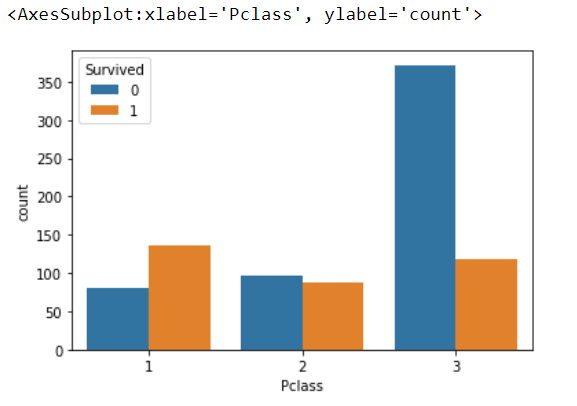 <AxesSubplot:xlabel='Pclass', ylabel='count'>
Survived
0
1
350
300
250
200
150
100
50
0
count
1 2 3
Pclass